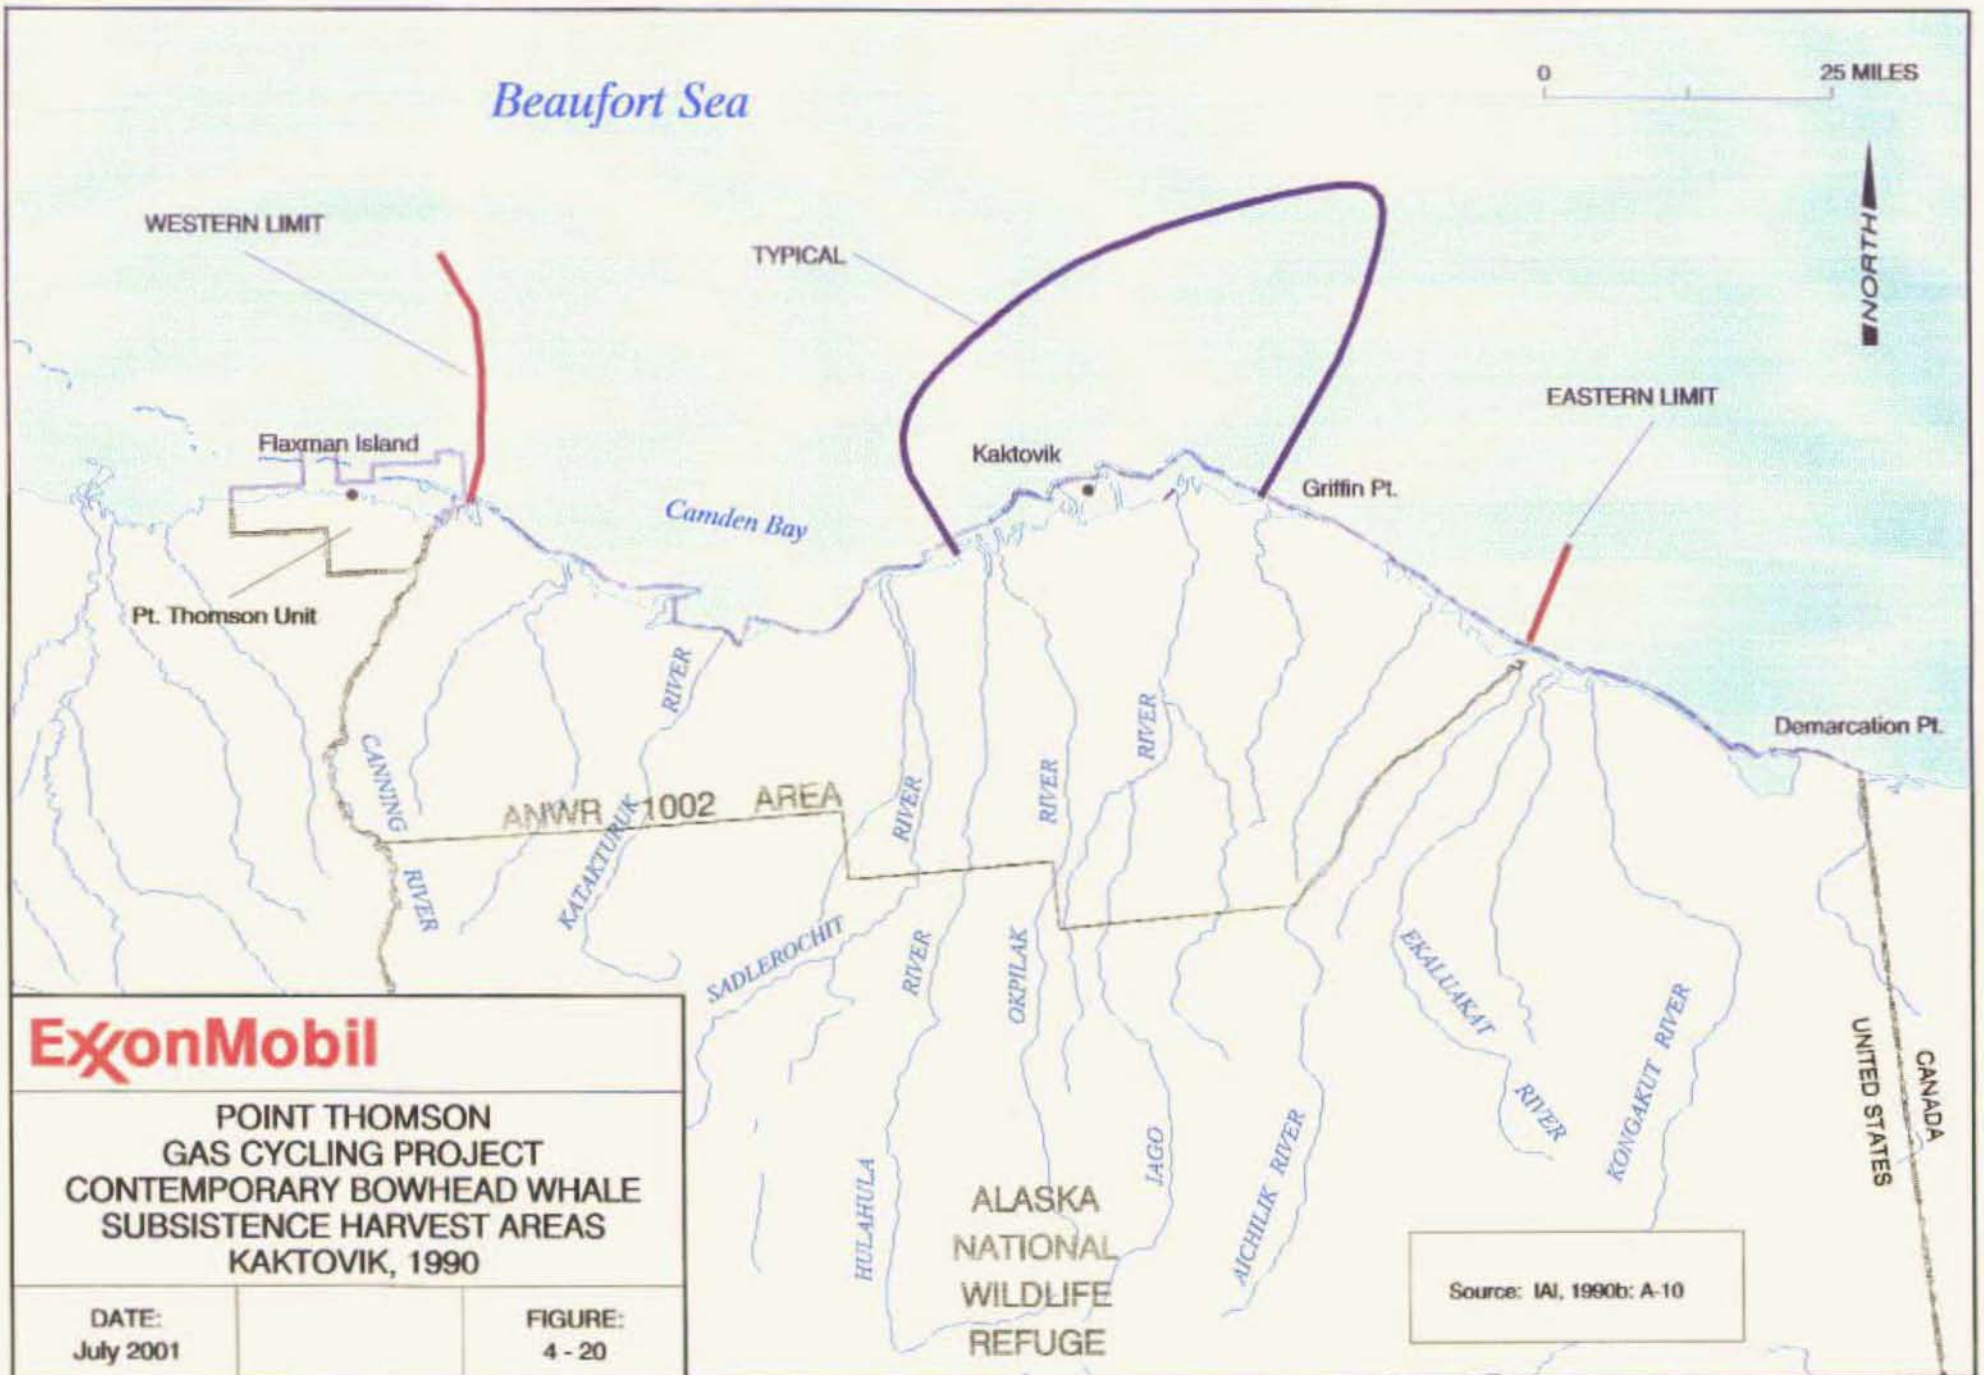 Beaufort Sea
0 25 MILES
NORTH
WESTERN LIMIT
TYPICAL
EASTERN LIMIT
Flaxman Island
Kaktovik
Griffin Pt.
Camden Bay
Pt. Thomson Unit
Demarcation Pt.
CANNING
RIVER
KATAKTURUK
RIVER
ANWR 1002 AREA
SADLEROCHIT
RIVER
HULAHULA
RIVER
OKPILAK
RIVER
JAGO
RIVER
AICHILIK RIVER
EKALUAKAT
RIVER
KONGAKUT RIVER
UNITED STATES
CANADA
ALASKA
NATIONAL
WILDLIFE
REFUGE
ExxonMobil
POINT THOMSON
GAS CYCLING PROJECT
CONTEMPORARY BOWHEAD WHALE
SUBSISTENCE HARVEST AREAS
KAKTOVIK, 1990
DATE:
July 2001
FIGURE:
4 - 20
Source: IAI, 1990b: A-10